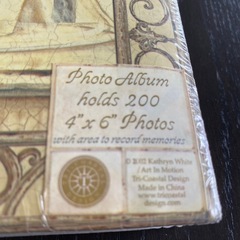 Photo Album
holds 200
4"x 6" Photos
with area to record memories
© 2002 Kathryn White
/Art In Motion
Tri-Coastal Design
Made in China
www.tricoastal
design.com